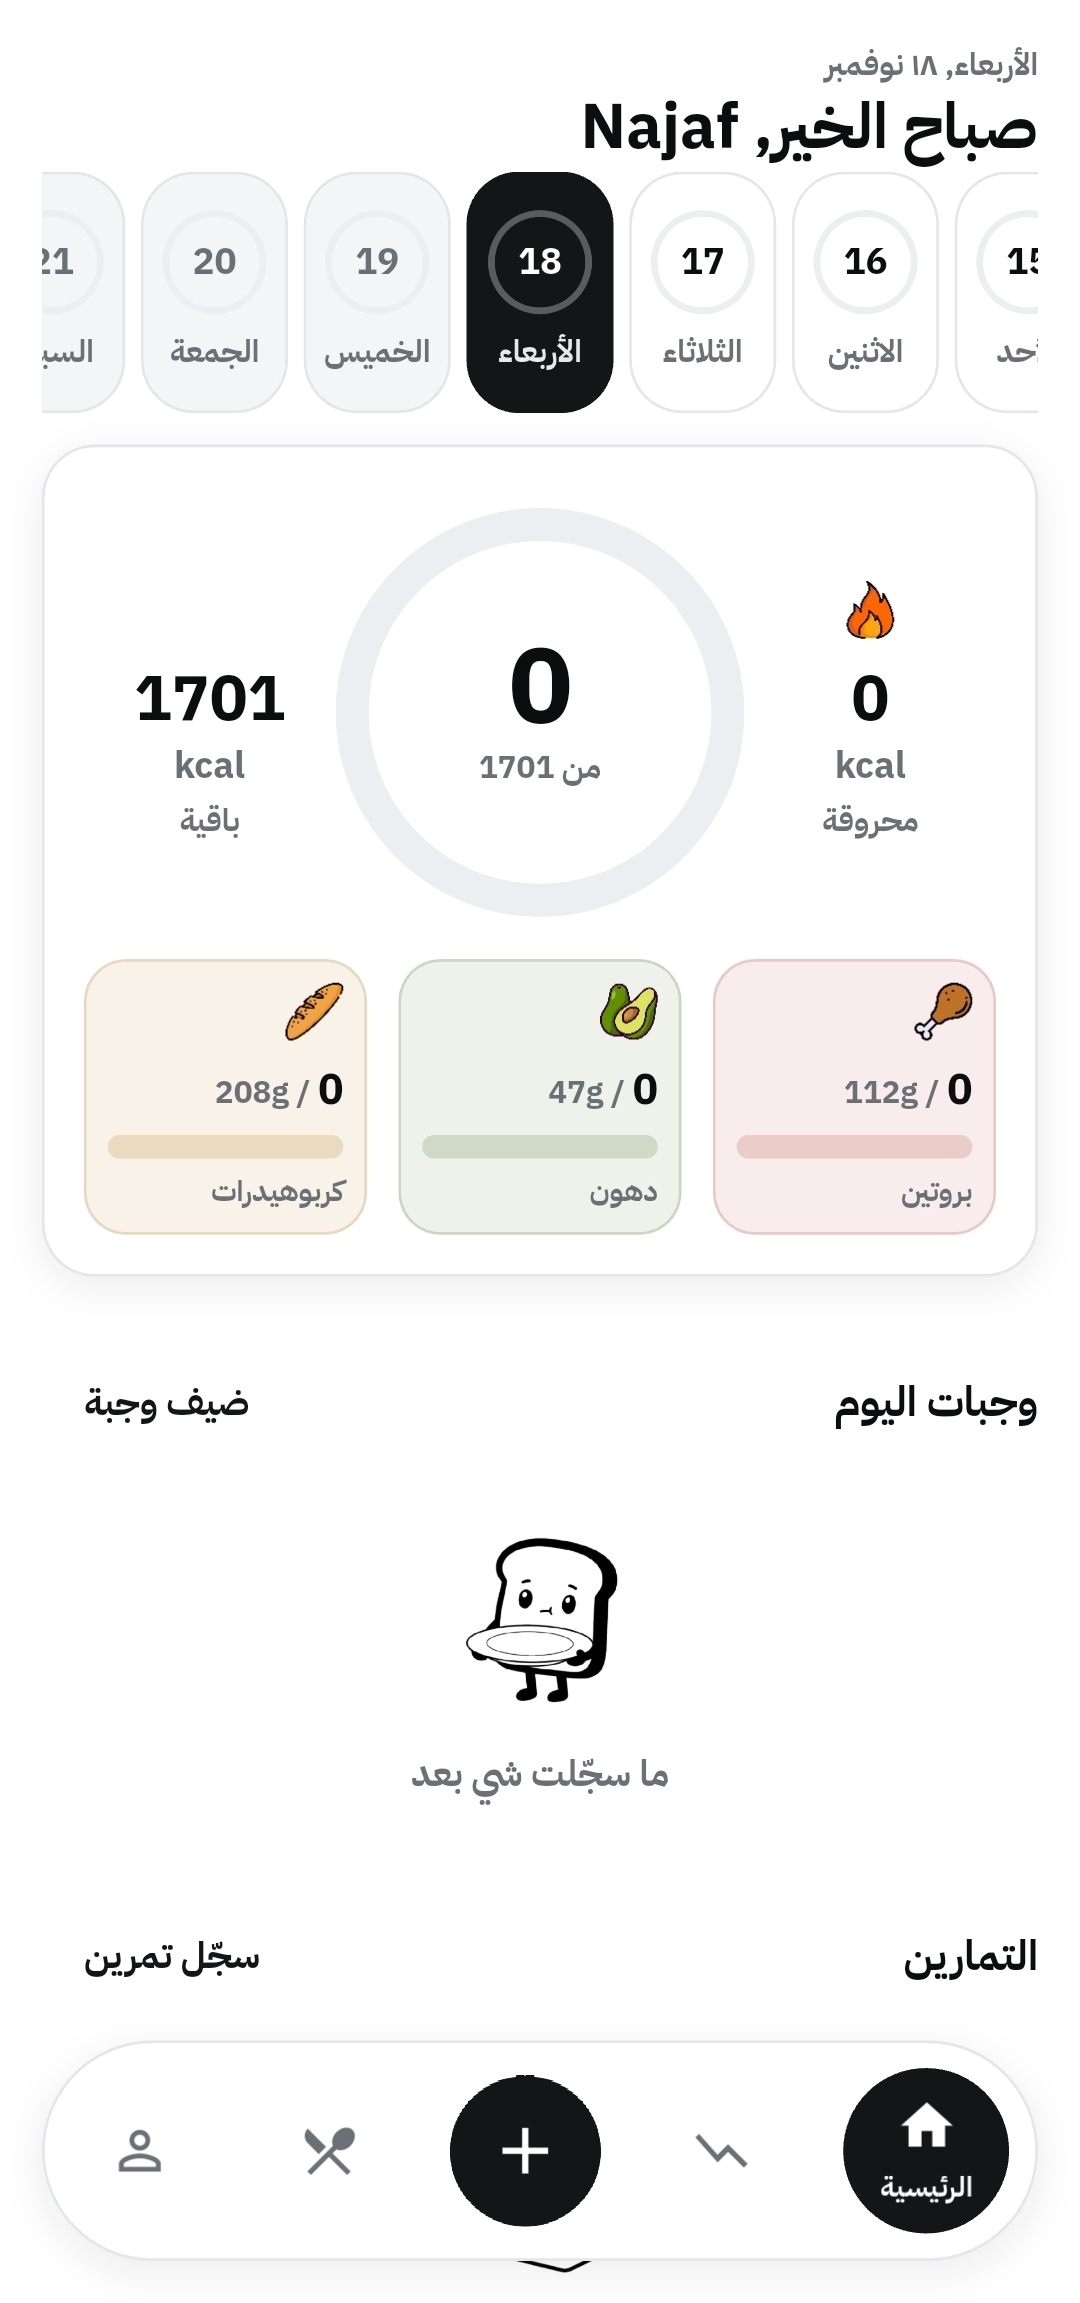 الأربعاء, ١٨ نوفمبر
صباح الخير, Najaf
15 16 17 18 19 20 21
الاثنين الثلاثاء الأربعاء الخميس الجمعة
0
kcal
محروقة
0
من 1701
1701
kcal
باقية
0 / 112g
بروتين
0 / 47g
دهون
0 / 208g
كربوهيدرات
وجبات اليوم
ضيف وجبة
ما سجّلت شي بعد
التمارين
سجّل تمرين
الرئيسية